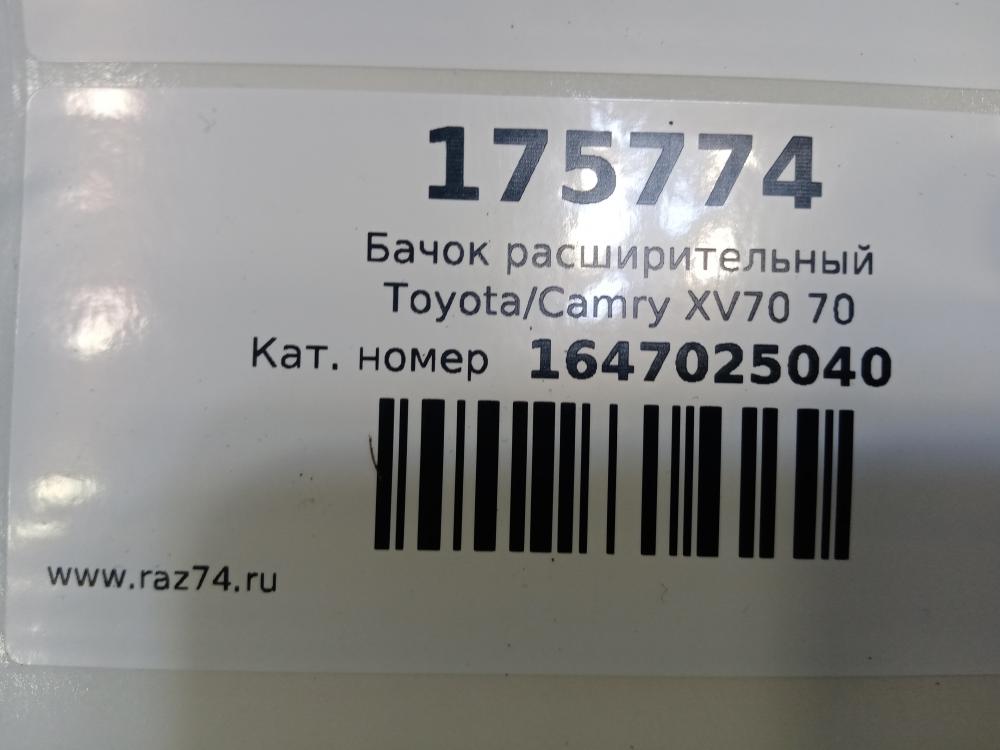 175774
Бачок расширительный
Toyota/Camry XV70 70
Кат. номер 1647025040
www.raz74.ru